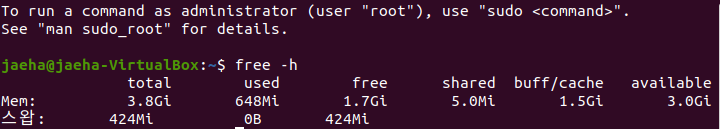 To run a command as administrator (user "root"), use "sudo <command>".
See "man sudo_root" for details.
jaeha@jaeha-VirtualBox:~$ free -h
total used free shared buff/cache available
Mem: 3.8Gi 648Mi 1.7Gi 5.0Mi 1.5Gi 3.0Gi
스왑: 424Mi 0B 424Mi